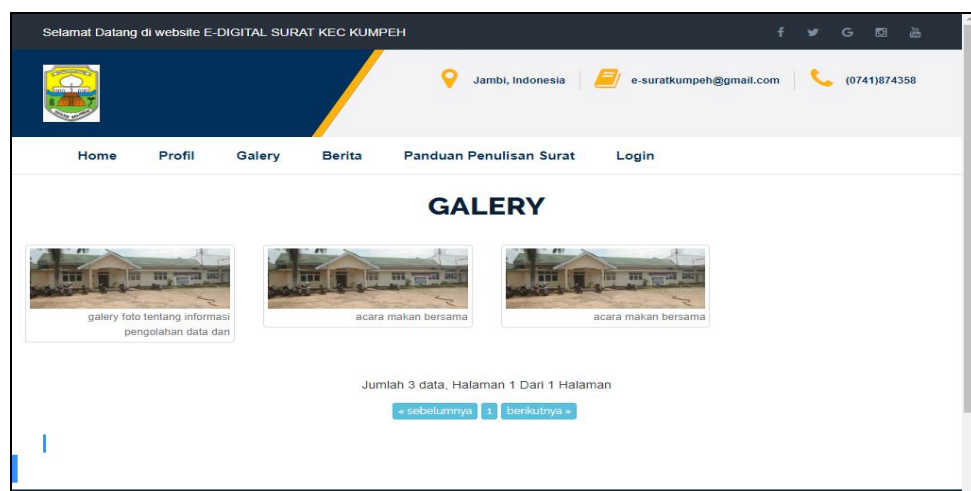 Selamat Datang di website E-DIGITAL SURAT KEC KUMPEH
Jambi, Indonesia
e-suratkumpeh@gmail.com
(0741)874358
Home Profil Galery Berita Panduan Penulisan Surat Login
GALERY
galery foto tentang informasi
pengolahan data dan
acara makan bersama
acara makan bersama
Jumlah 3 data, Halaman 1 Dari 1 Halaman
« sebelumnya 1 berikutnya »